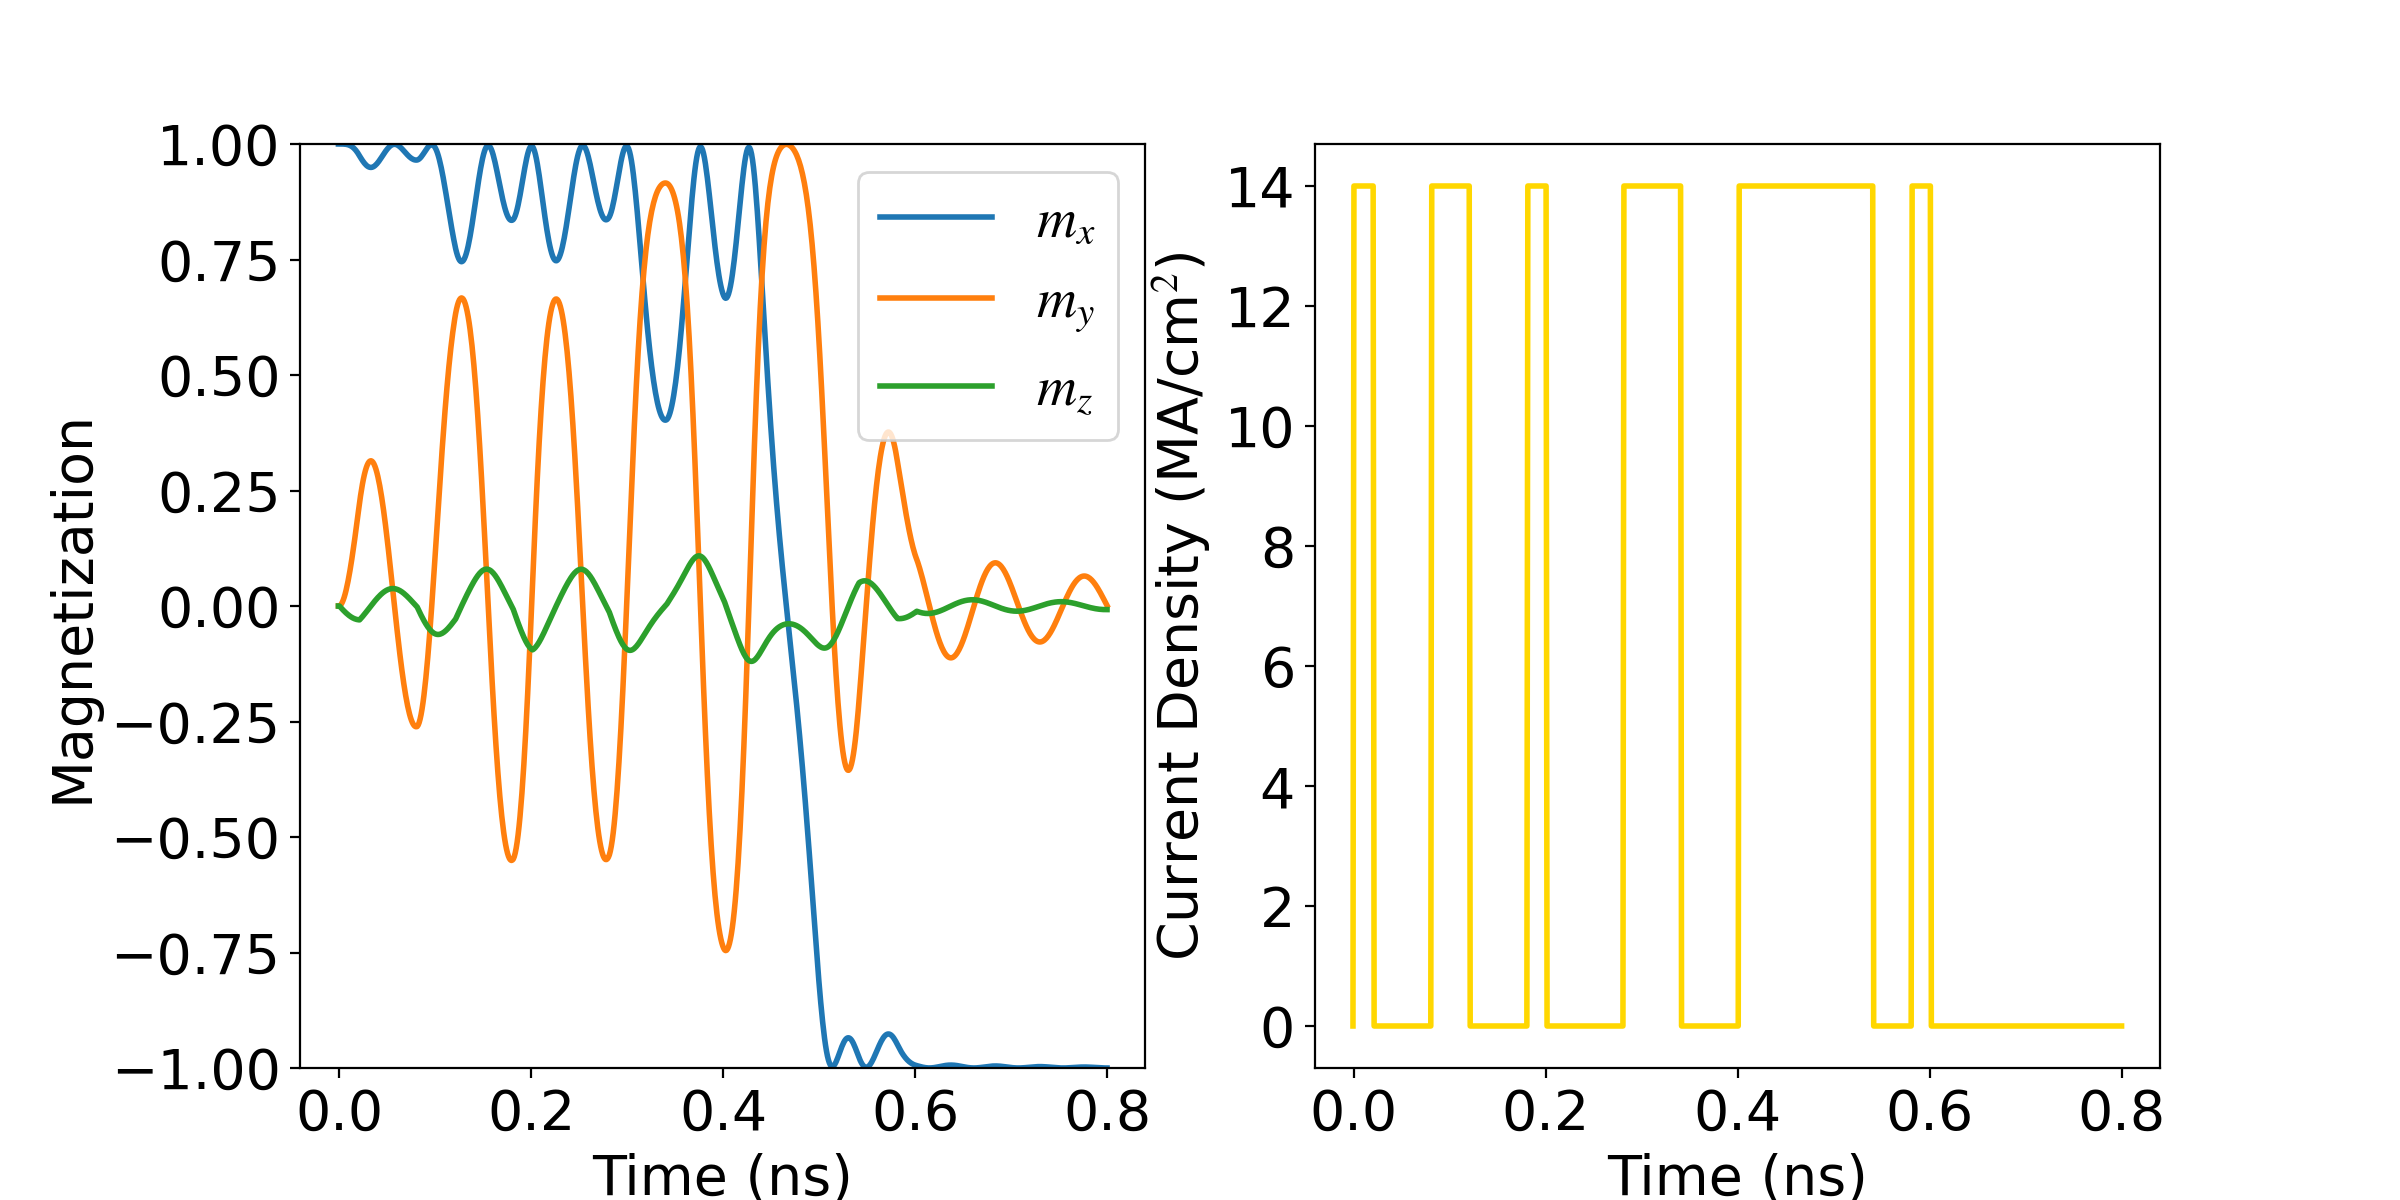 Magnetization
1.00
0.75
0.50
0.25
0.00
−0.25
−0.50
−0.75
−1.00
0.0 0.2 0.4 0.6 0.8
Time (ns)
mₓ
m_y
m_z
Current Density (MA/cm²)
14
12
10
8
6
4
2
0
0.0 0.2 0.4 0.6 0.8
Time (ns)